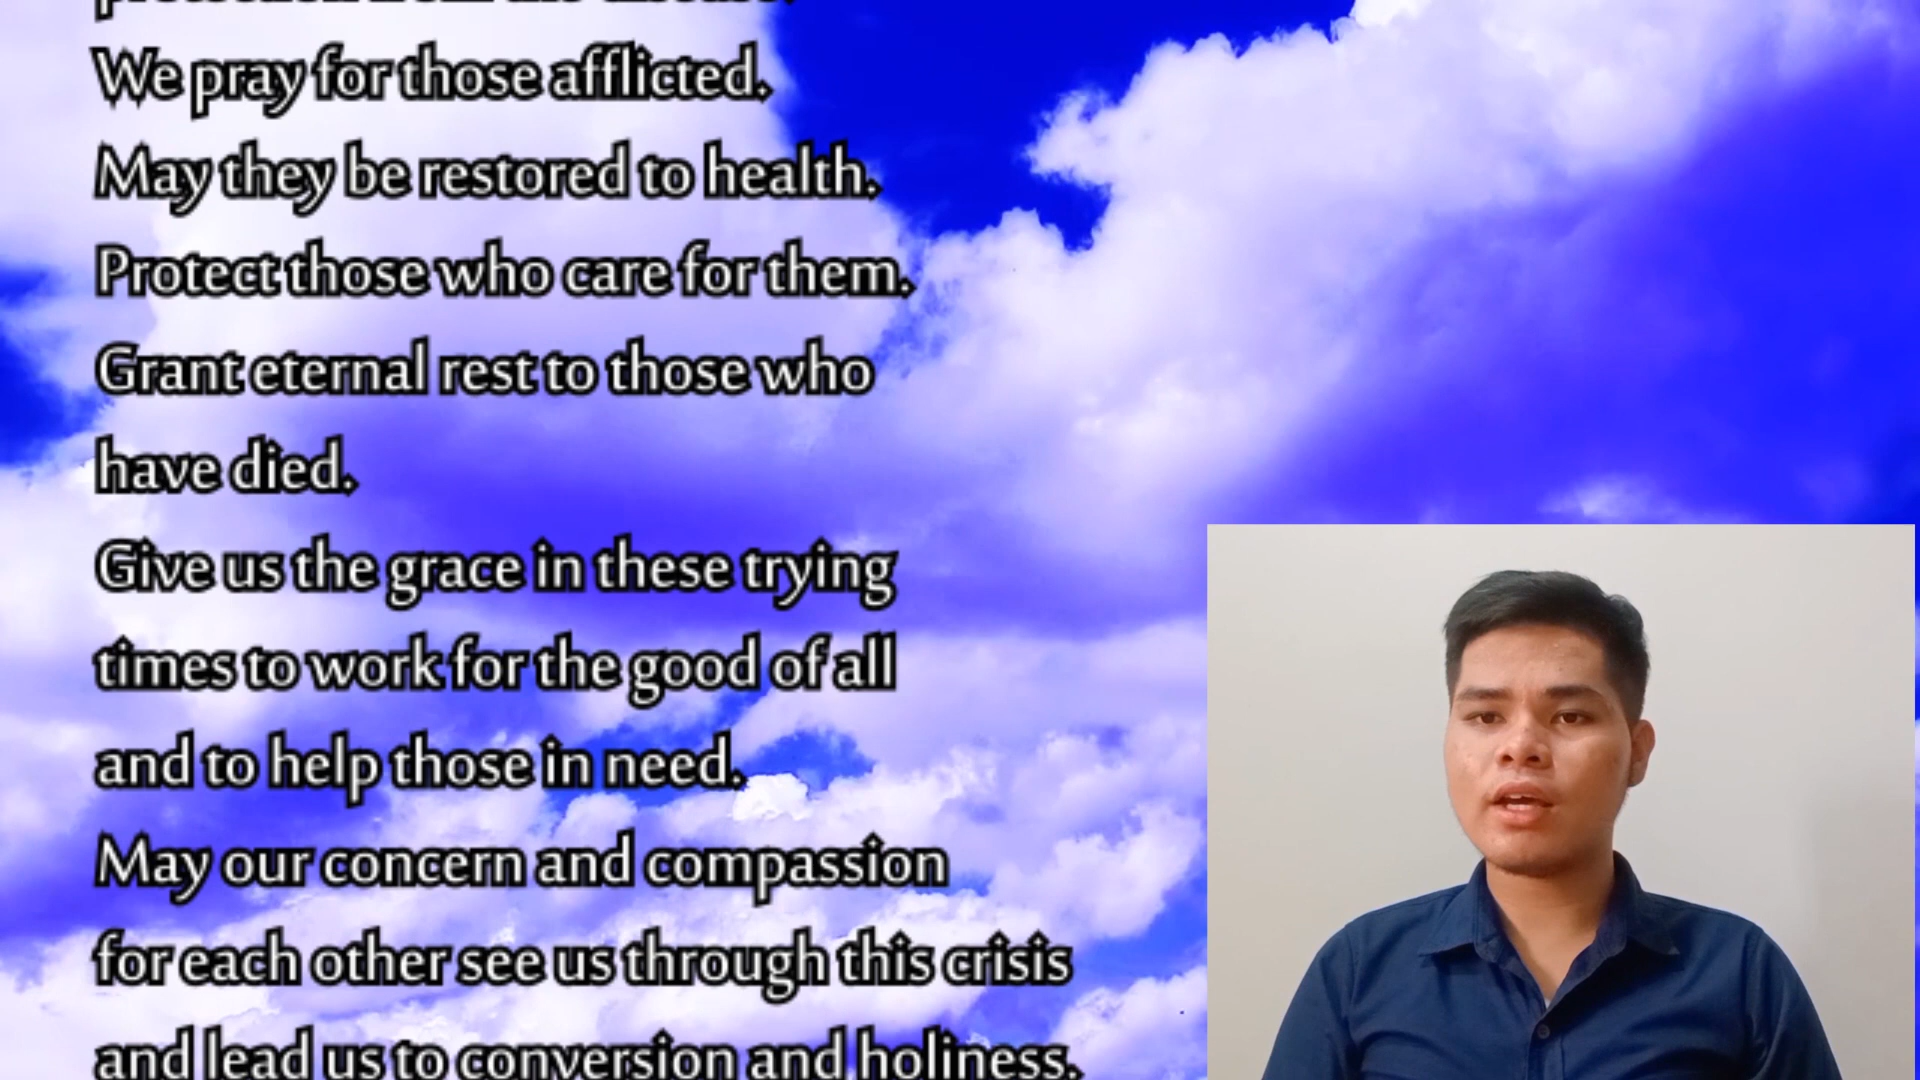 We pray for those afflicted.
May they be restored to health.
Protect those who care for them.
Grant eternal rest to those who
have died.
Give us the grace in these trying
times to work for the good of all
and to help those in need.
May our concern and compassion
for each other see us through this crisis
and lead us to conversion and holiness.